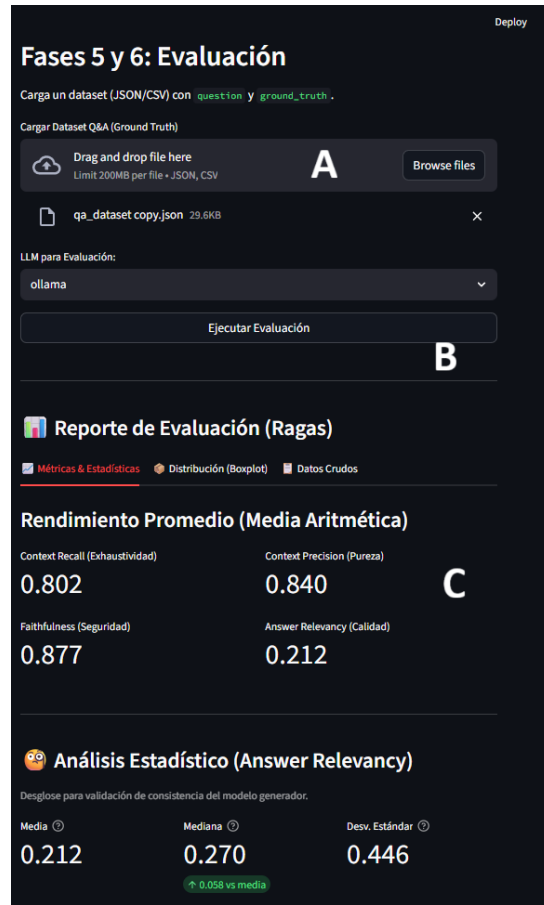 Deploy
Fases 5 y 6: Evaluación
Carga un dataset (JSON/CSV) con question y ground_truth .
Cargar Dataset Q&A (Ground Truth)
Drag and drop file here
Limit 200MB per file • JSON, CSV
A
Browse files
qa_dataset copy.json 29.6KB
LLM para Evaluación:
ollama
Ejecutar Evaluación
B
Reporte de Evaluación (Ragas)
Métricas & Estadísticas Distribución (Boxplot) Datos Crudos
Rendimiento Promedio (Media Aritmética)
Context Recall (Exhaustividad) Context Precision (Pureza)
0.802 0.840 C
Faithfulness (Seguridad) Answer Relevancy (Calidad)
0.877 0.212
Análisis Estadístico (Answer Relevancy)
Desglose para validación de consistencia del modelo generador.
Media Mediana Desv. Estándar
0.212 0.270 0.446
↑ 0.058 vs media